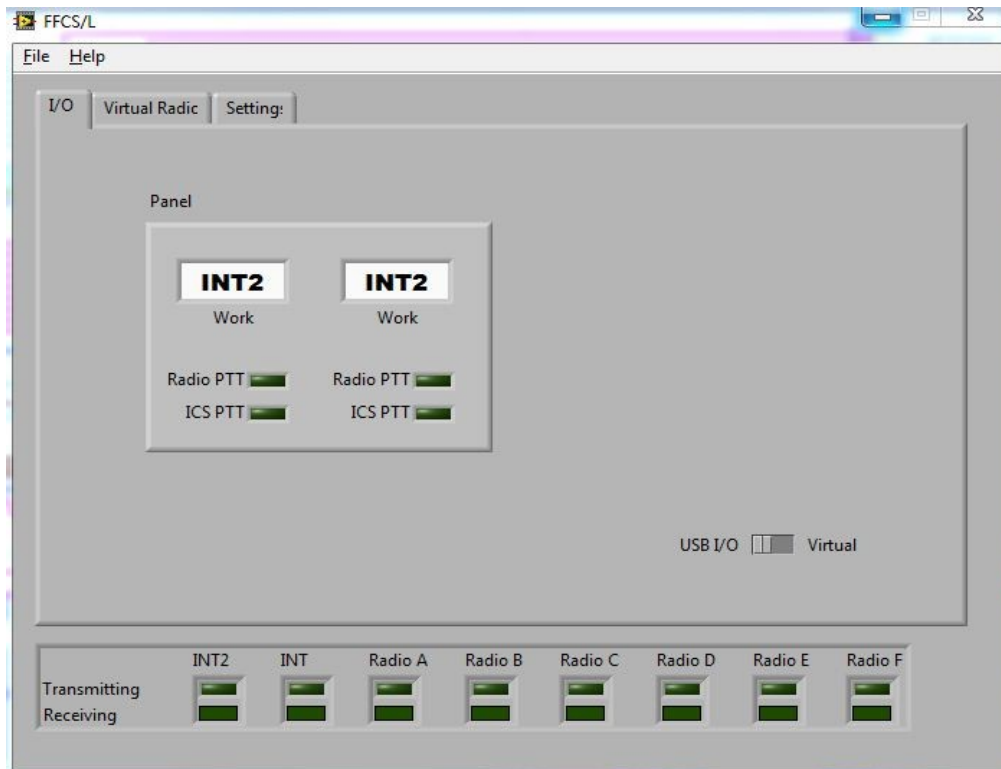 FFCS/L
File Help
I/O Virtual Radic Setting:
Panel
INT2 INT2
Work Work
Radio PTT Radio PTT
ICS PTT ICS PTT
USB I/O Virtual
INT2 INT Radio A Radio B Radio C Radio D Radio E Radio F
Transmitting
Receiving